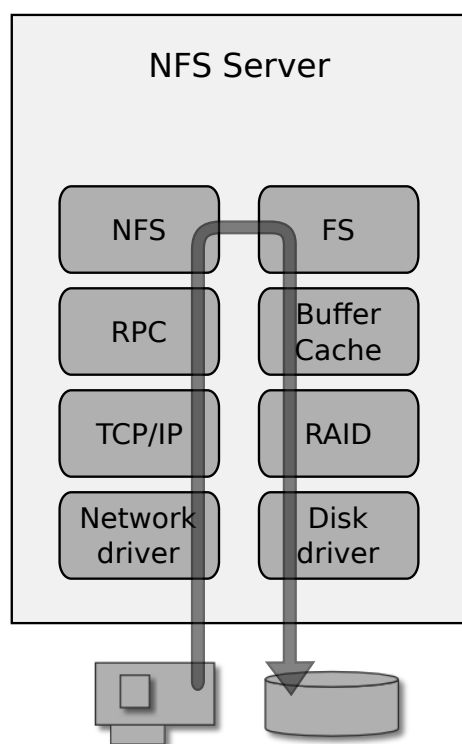 NFS Server
NFS
FS
RPC
Buffer
Cache
TCP/IP
RAID
Network
driver
Disk
driver